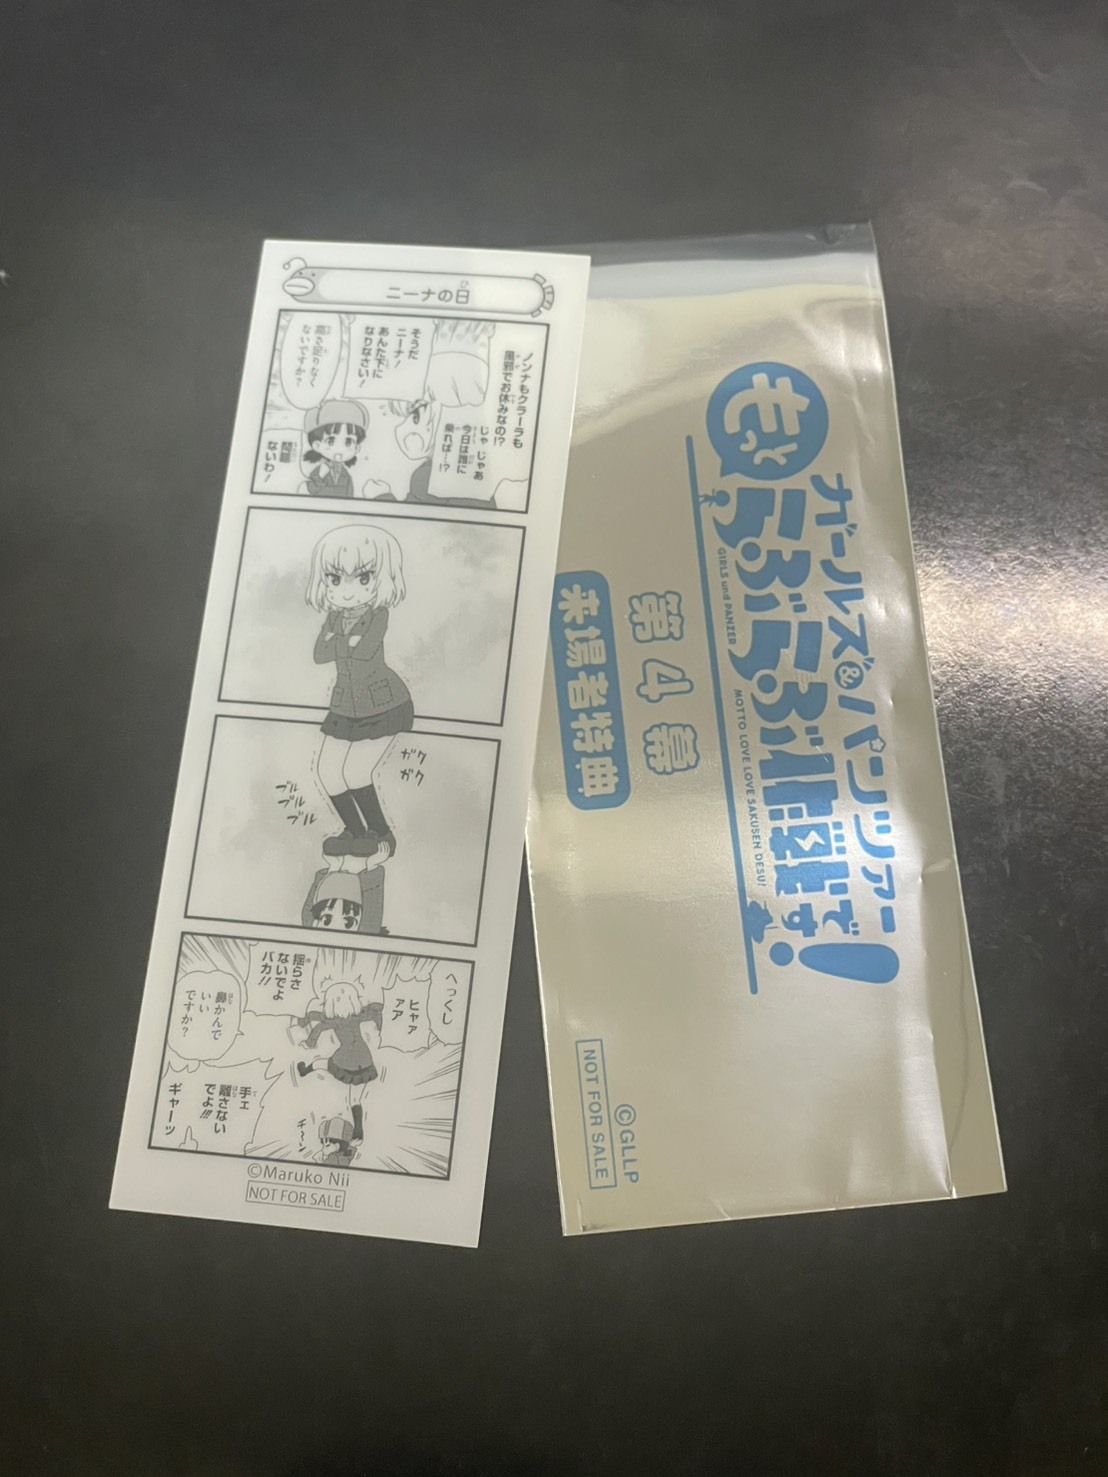 ニーナの日
ノンナもクラーラも
風邪でお休みなの!?
じゃ じゃあ
今日は誰に
乗れば…!?
そうだ
ニーナ!
あんた下に
なりなさい!
高さ足りなく
ないですか?
問題
ないわ!
ガク
ガク
ブル
ブル
ブル
へっくし
ヒャァ
ァァ
揺らさ
ないでよ
バカ!!
鼻かんで
いい
ですか?
手ェ
離さない
でよ!!!
ギャーッ
チーン
©Maruko Nii
NOT FOR SALE
もっと
ガールズ&パンツァー
らぶらぶ作戦です!
GIRLS und PANZER
MOTTO LOVE LOVE SAKUSEN DESU!
第4幕
来場者特典
©GLLP
NOT FOR SALE